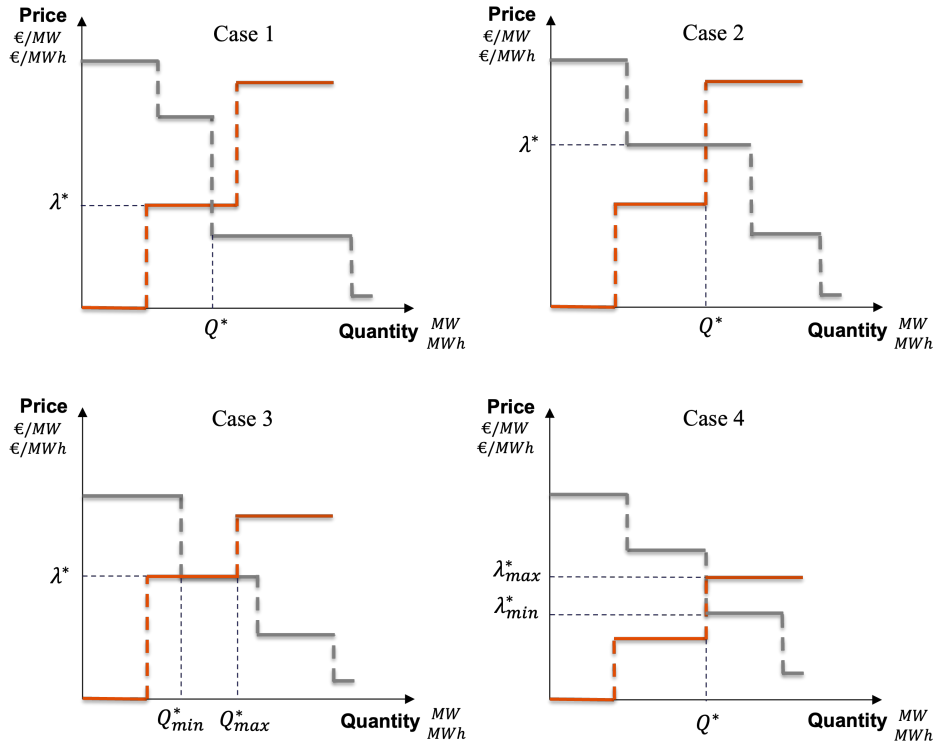 Price
€/MW
€/MWh
Case 1
λ*
Q*
Quantity
MW
MWh
Price
€/MW
€/MWh
Case 2
λ*
Q*
Quantity
MW
MWh
Price
€/MW
€/MWh
Case 3
λ*
Q*min
Q*max
Quantity
MW
MWh
Price
€/MW
€/MWh
Case 4
λ*max
λ*min
Q*
Quantity
MW
MWh